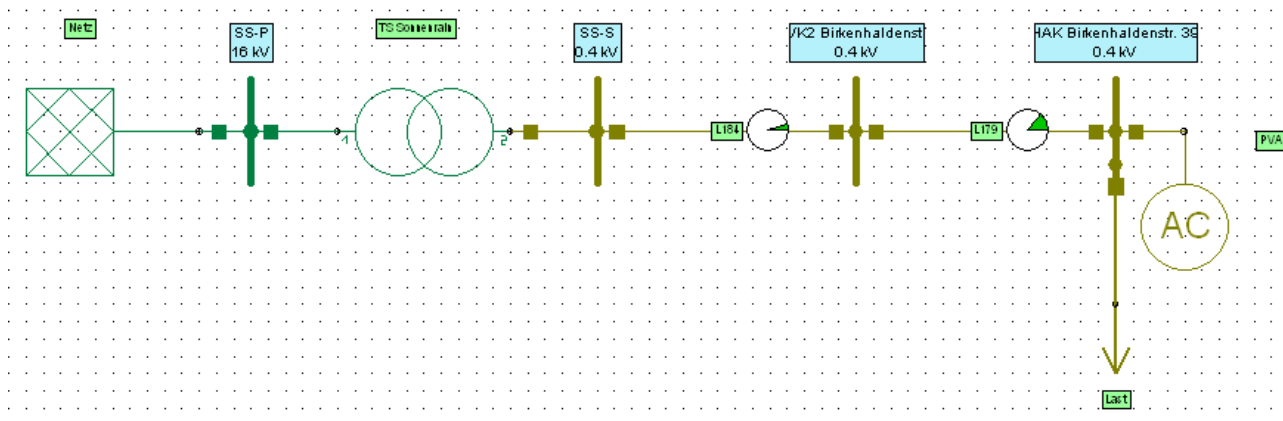 Netz
SS-P
16 kV
TS Sonnenrain
SS-S
0.4 kV
VK2 Birkenhaldenst
0.4 kV
HAK Birkenhaldenstr. 39
0.4 kV
1
2
L184
L179
PVA
AC
Last